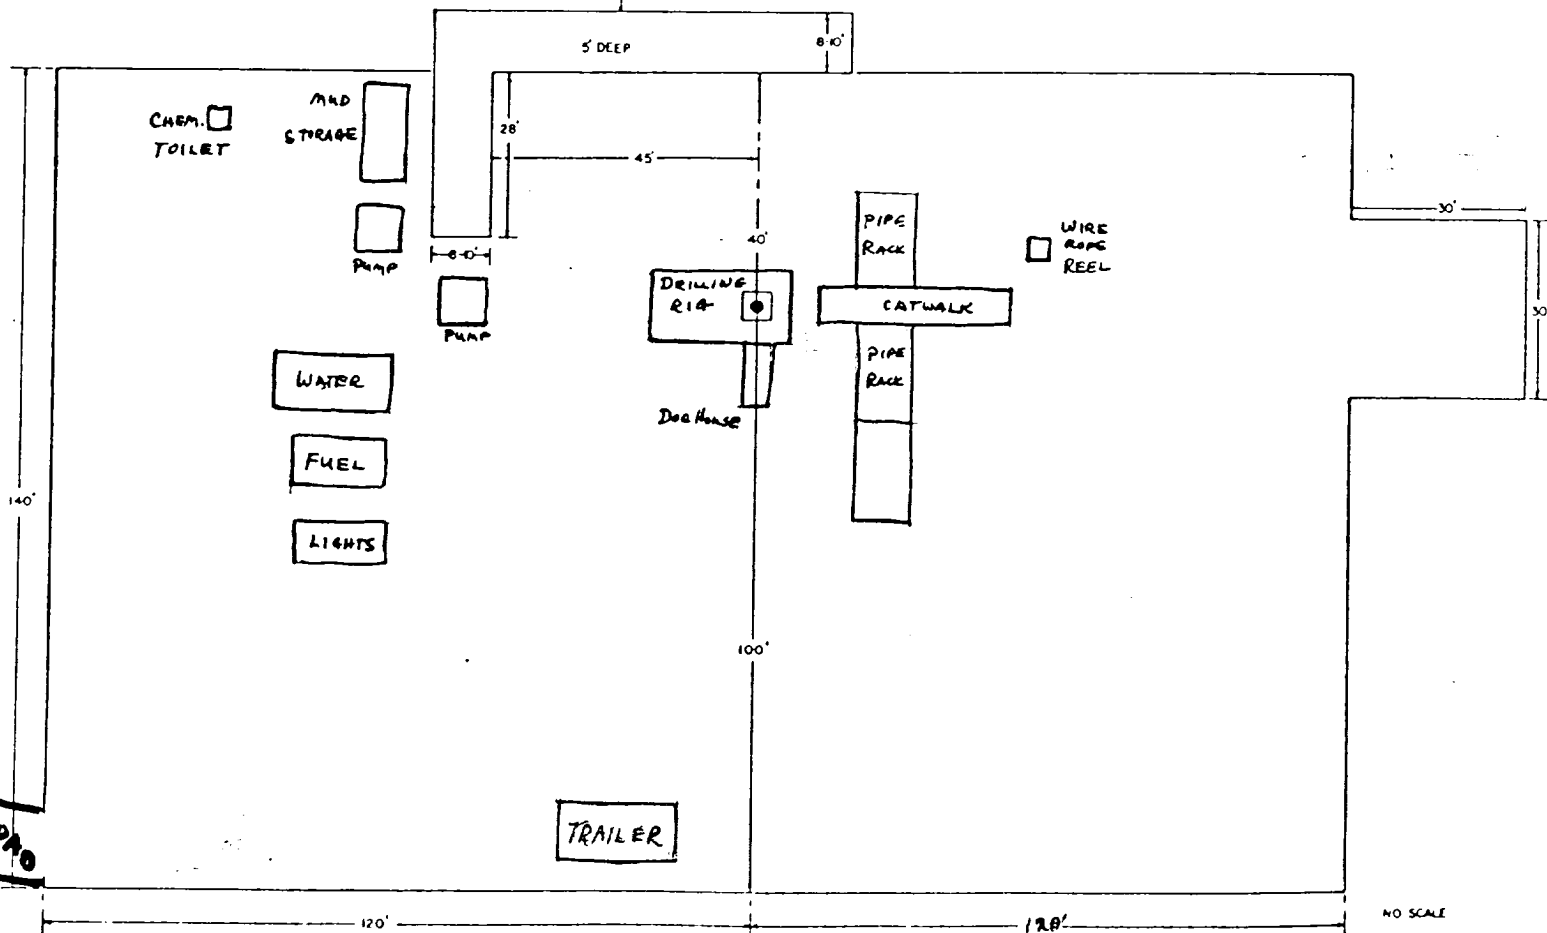 5' DEEP
8-10'
MUD
STORAGE
CHEM.
TOILET
28'
45'
30'
PIPE
RACK
WIRE
ROPE
REEL
40'
8-10'
PUMP
DRILLING
RIG
CATWALK
30
PUMP
PIPE
RACK
WATER
DOG HOUSE
FUEL
140'
LIGHTS
100'
TRAILER
120'
NO SCALE